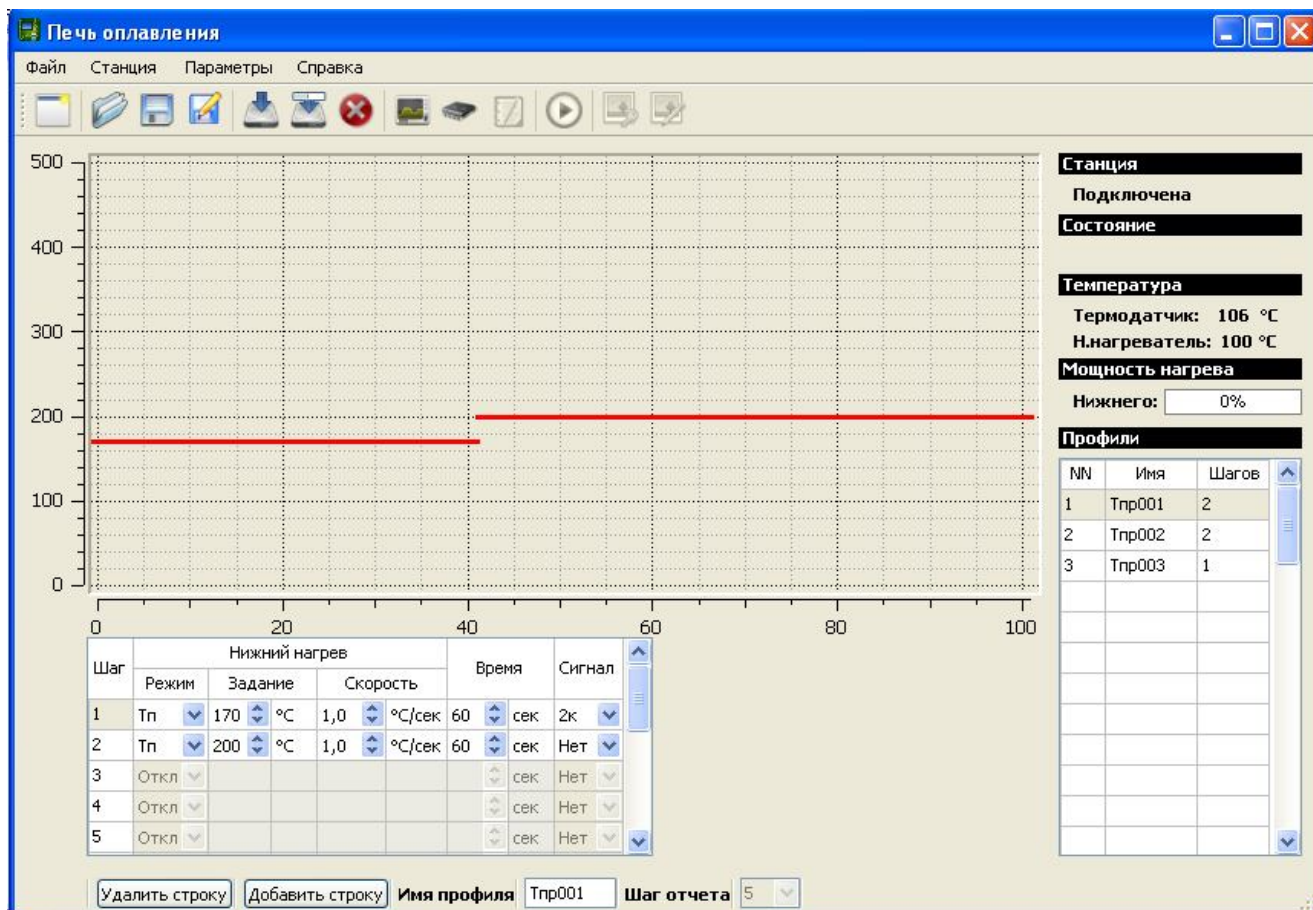 Печь оплавления
Файл Станция Параметры Справка
500
400
300
200
100
0
0 20 40 60 80 100
Станция
Подключена
Состояние
Температура
Термодатчик: 106 °C
Н.нагреватель: 100 °C
Мощность нагрева
Нижнего: 0%
Профили
NN Имя Шагов
1 Тпр001 2
2 Тпр002 2
3 Тпр003 1
Шаг Нижний нагрев Время Сигнал
Режим Задание Скорость
1 Тп 170 °C 1,0 °C/сек 60 сек 2к
2 Тп 200 °C 1,0 °C/сек 60 сек Нет
3 Откл сек Нет
4 Откл сек Нет
5 Откл сек Нет
Удалить строку Добавить строку Имя профиля Тпр001 Шаг отчета 5